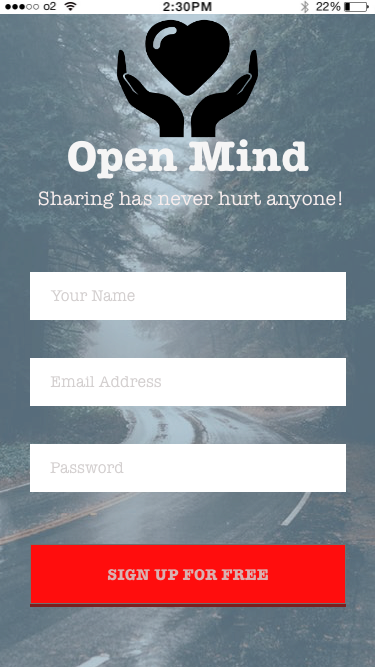 o2 2:30PM 22%
Open Mind
Sharing has never hurt anyone!
Your Name
Email Address
Password
SIGN UP FOR FREE